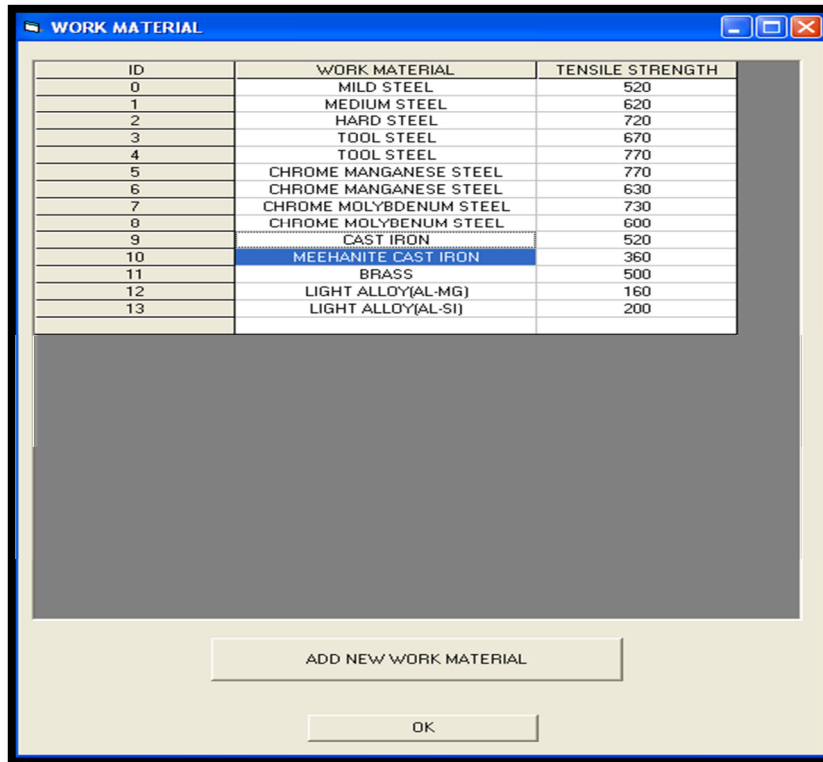 WORK MATERIAL
ID WORK MATERIAL TENSILE STRENGTH
0 MILD STEEL 520
1 MEDIUM STEEL 620
2 HARD STEEL 720
3 TOOL STEEL 670
4 TOOL STEEL 770
5 CHROME MANGANESE STEEL 770
6 CHROME MANGANESE STEEL 630
7 CHROME MOLYBDENUM STEEL 730
8 CHROME MOLYBENUM STEEL 600
9 CAST IRON 520
10 MEEHANITE CAST IRON 360
11 BRASS 500
12 LIGHT ALLOY(AL-MG) 160
13 LIGHT ALLOY(AL-SI) 200
ADD NEW WORK MATERIAL
OK